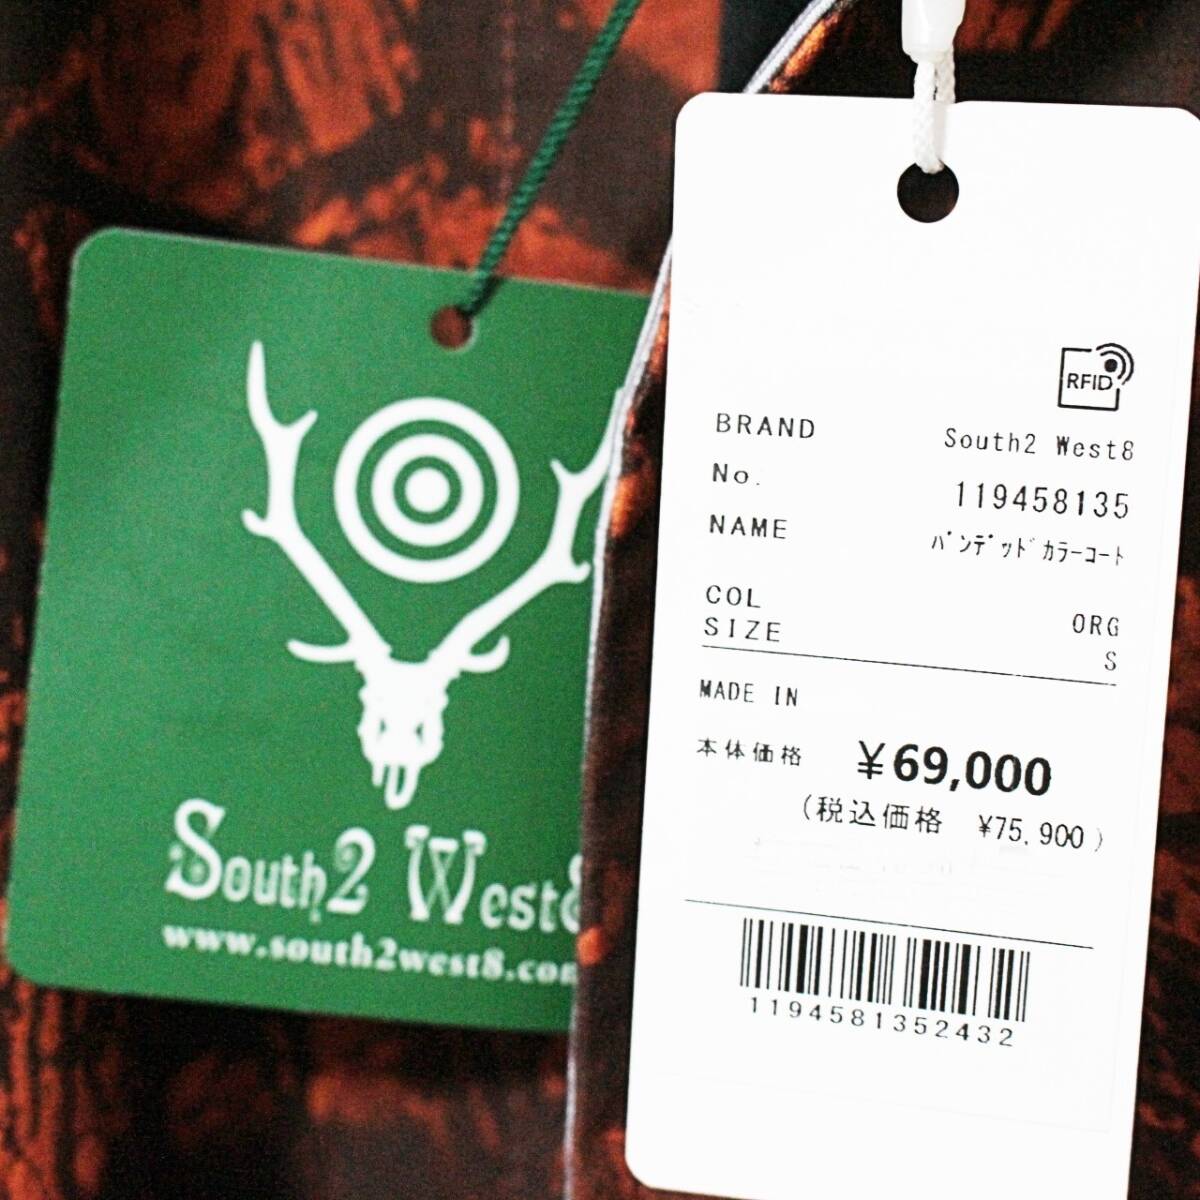 South2 West8
www.south2west8.com
RFID
BRAND South2 West8
No. 119458135
NAME バンデッドカラーコート
COL ORG
SIZE S
MADE IN
本体価格 ¥69,000
(税込価格 ¥75,900)
1194581352432